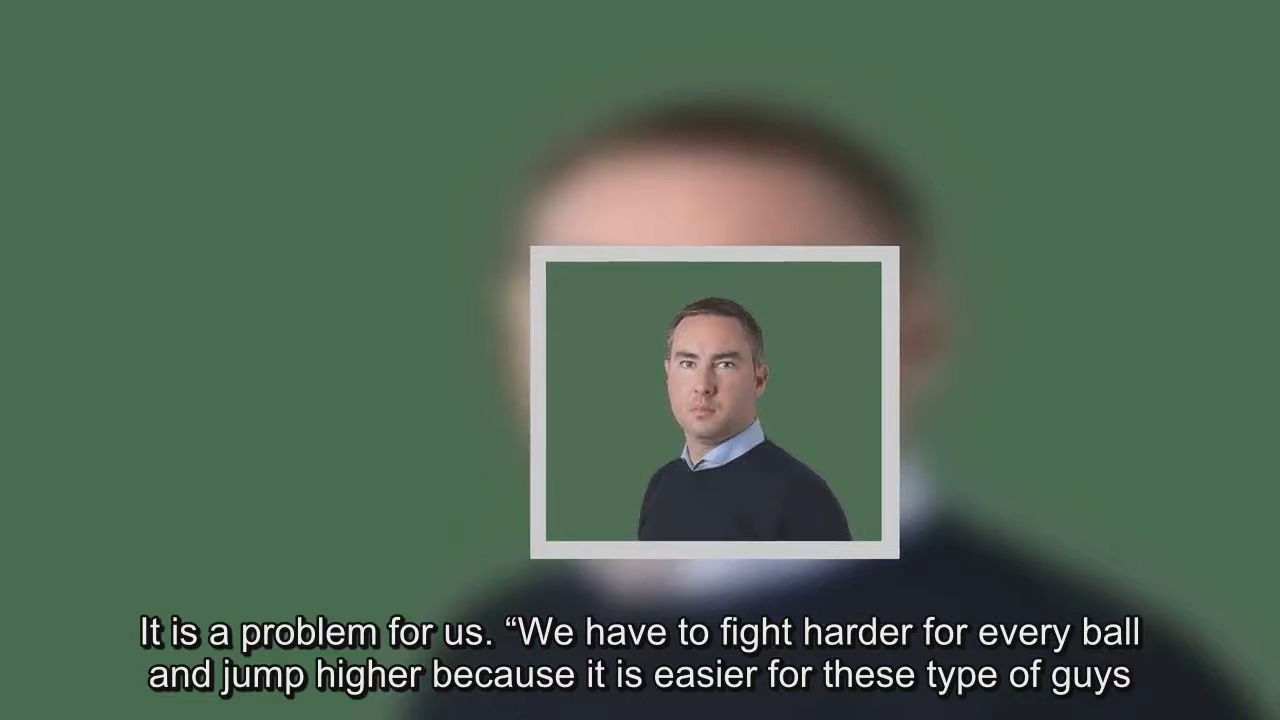 It is a problem for us. “We have to fight harder for every ball
and jump higher because it is easier for these type of guys